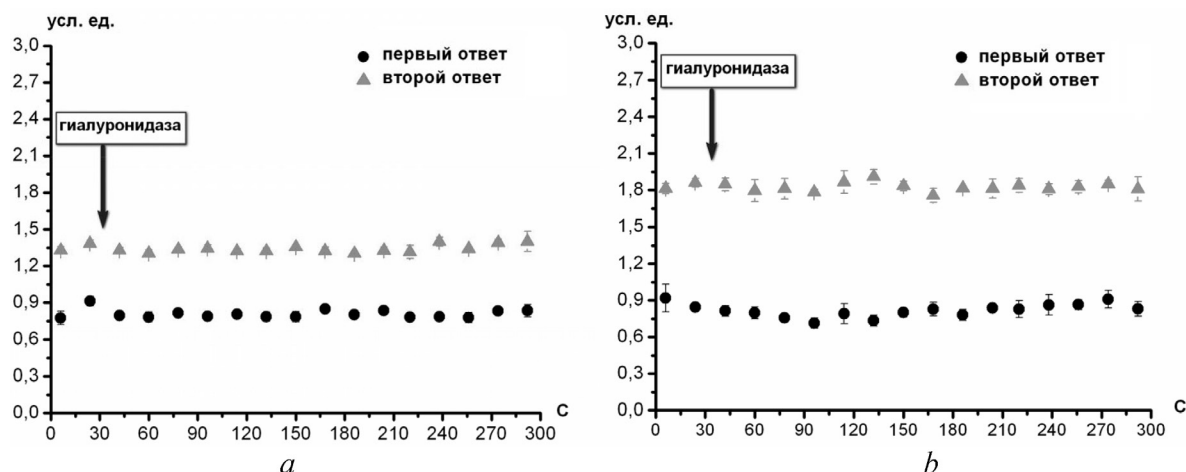 усл. ед.
3,0
2,7
2,4
2,1
1,8
1,5
1,2
0,9
0,6
0,3
0,0
первый ответ
второй ответ
гиалуронидаза
0 30 60 90 120 150 180 210 240 270 300
С
a
усл. ед.
3,0
2,7
2,4
2,1
1,8
1,5
1,2
0,9
0,6
0,3
0,0
первый ответ
второй ответ
гиалуронидаза
0 30 60 90 120 150 180 210 240 270 300
С
b